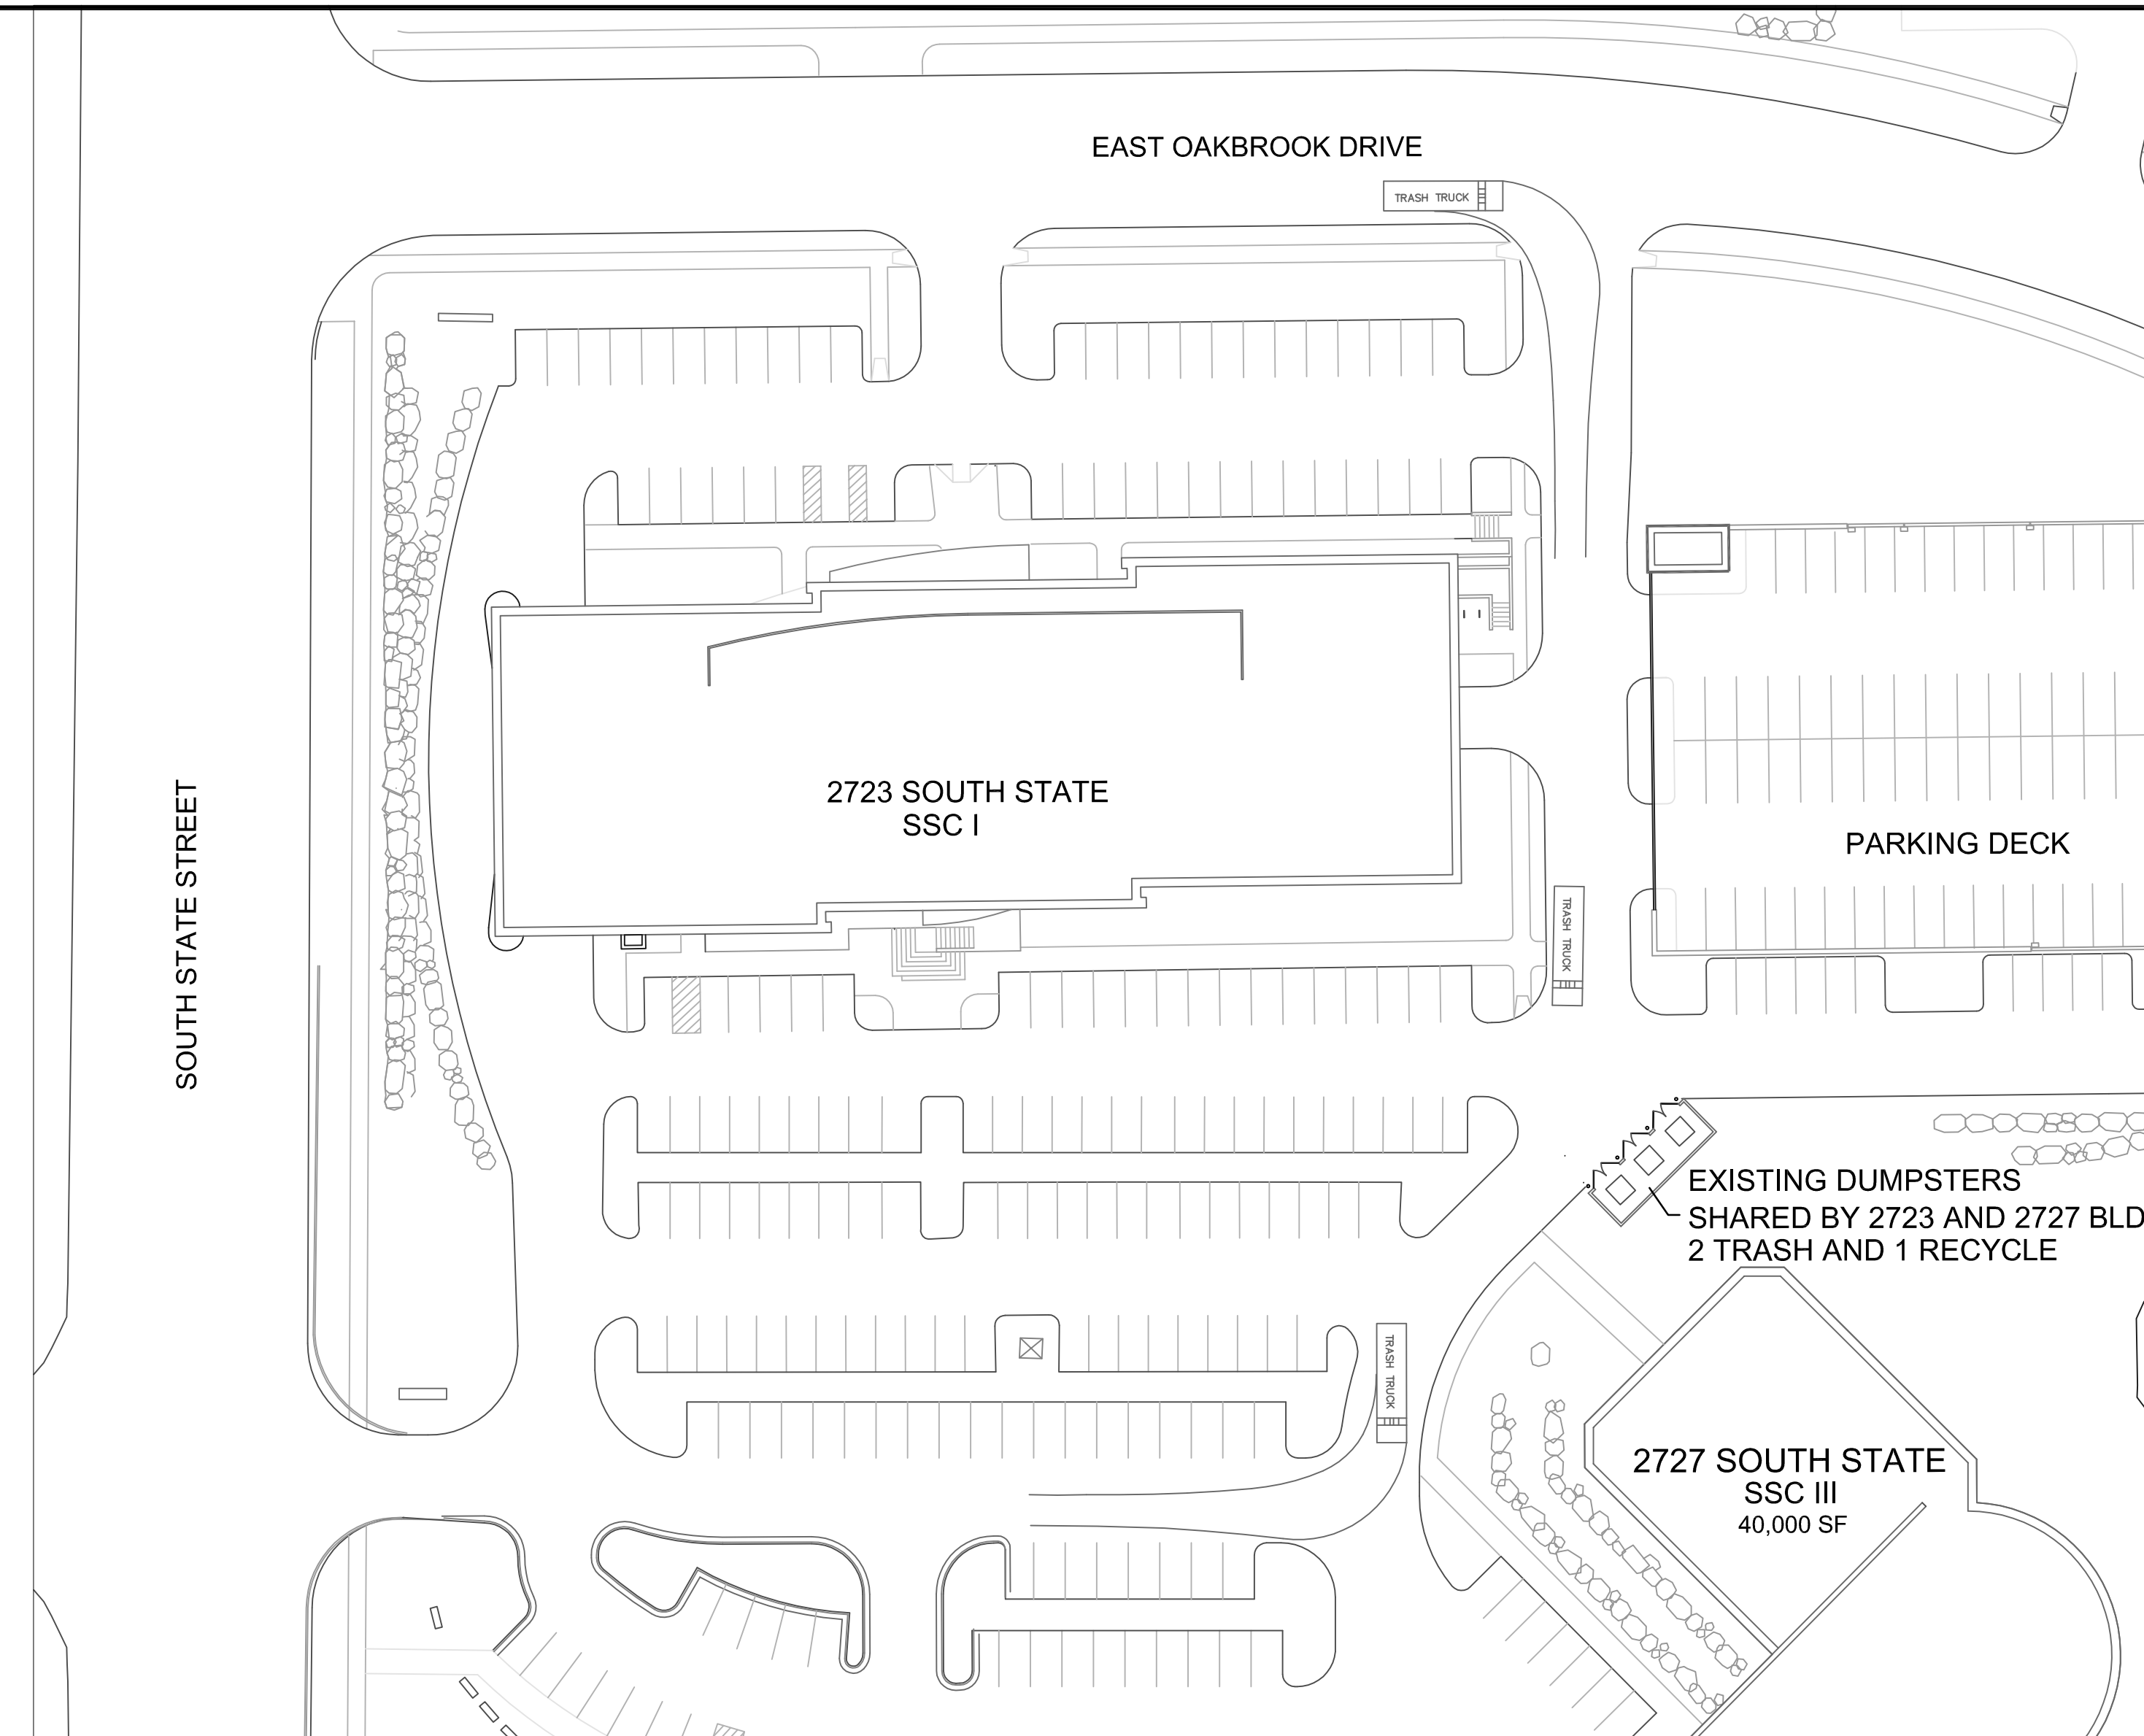 EAST OAKBROOK DRIVE
TRASH TRUCK
SOUTH STATE STREET
2723 SOUTH STATE
SSC I
PARKING DECK
TRASH TRUCK
EXISTING DUMPSTERS
SHARED BY 2723 AND 2727 BLD
2 TRASH AND 1 RECYCLE
TRASH TRUCK
2727 SOUTH STATE
SSC III
40,000 SF